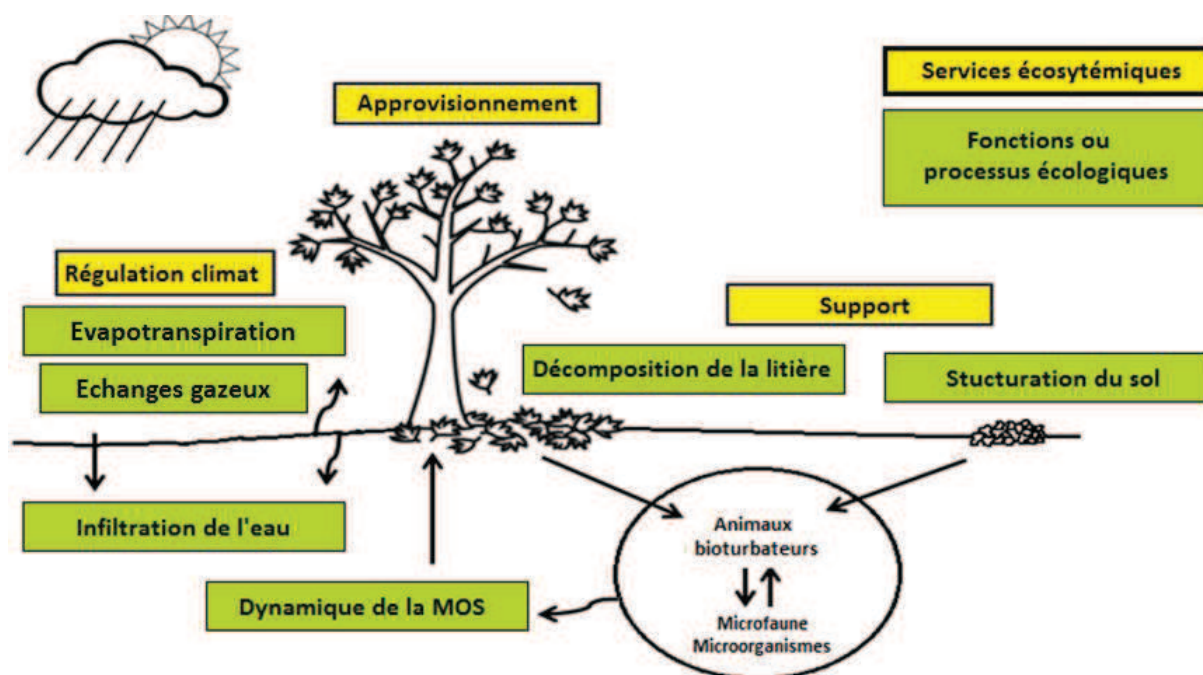 Services écosytémiques
Approvisionnement
Fonctions ou
processus écologiques
Régulation climat
Evapotranspiration
Echanges gazeux
Support
Décomposition de la litière
Stucturation du sol
Infiltration de l'eau
Animaux
bioturbateurs
Dynamique de la MOS
Microfaune
Microorganismes